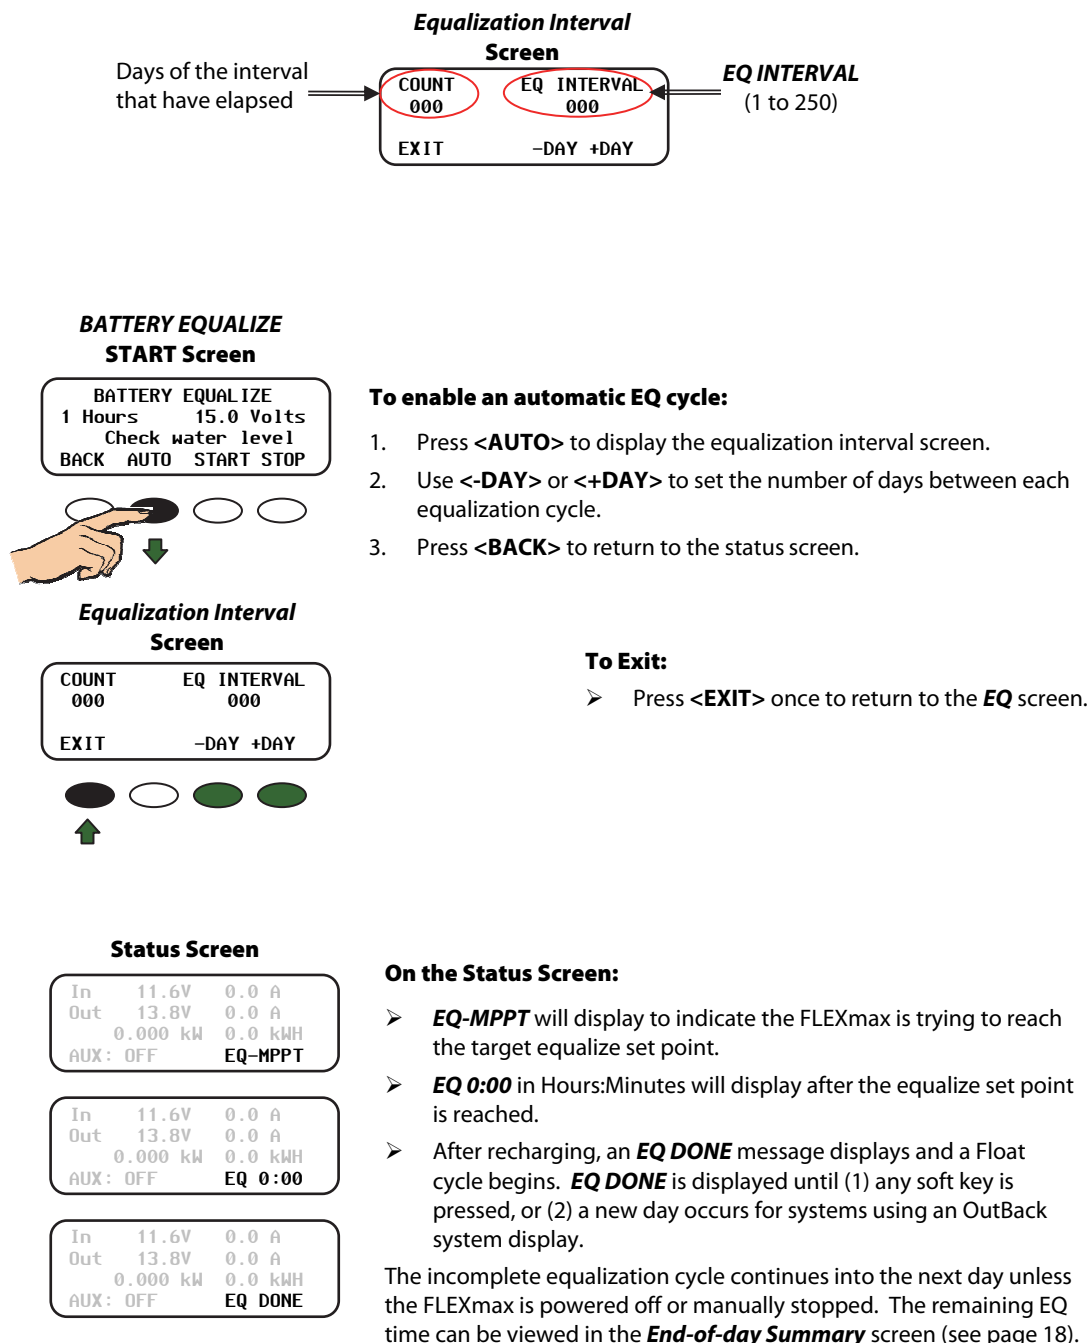 Equalization Interval
Screen
Days of the interval
that have elapsed
COUNT EQ INTERVAL
000 000
EXIT -DAY +DAY
EQ INTERVAL
(1 to 250)
BATTERY EQUALIZE
START Screen
BATTERY EQUALIZE
1 Hours 15.0 Volts
Check water level
BACK AUTO START STOP
To enable an automatic EQ cycle:
1. Press <AUTO> to display the equalization interval screen.
2. Use <-DAY> or <+DAY> to set the number of days between each
equalization cycle.
3. Press <BACK> to return to the status screen.
Equalization Interval
Screen
COUNT EQ INTERVAL
000 000
EXIT -DAY +DAY
To Exit:
➢ Press <EXIT> once to return to the EQ screen.
Status Screen
In 11.6V 0.0 A
Out 13.8V 0.0 A
0.000 kW 0.0 kWH
AUX: OFF EQ-MPPT
In 11.6V 0.0 A
Out 13.8V 0.0 A
0.000 kW 0.0 kWH
AUX: OFF EQ 0:00
In 11.6V 0.0 A
Out 13.8V 0.0 A
0.000 kW 0.0 kWH
AUX: OFF EQ DONE
On the Status Screen:
➢ EQ-MPPT will display to indicate the FLEXmax is trying to reach
the target equalize set point.
➢ EQ 0:00 in Hours:Minutes will display after the equalize set point
is reached.
➢ After recharging, an EQ DONE message displays and a Float
cycle begins. EQ DONE is displayed until (1) any soft key is
pressed, or (2) a new day occurs for systems using an OutBack
system display.
The incomplete equalization cycle continues into the next day unless
the FLEXmax is powered off or manually stopped. The remaining EQ
time can be viewed in the End-of-day Summary screen (see page 18).